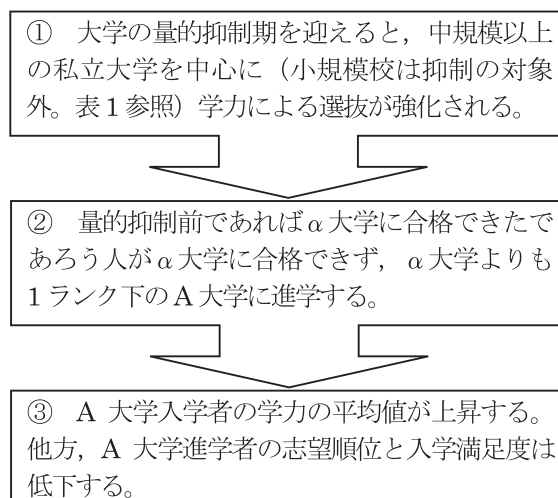 ① 大学の量的抑制期を迎えると，中規模以上
の私立大学を中心に（小規模校は抑制の対象
外。表１参照）学力による選抜が強化される。
② 量的抑制前であればα大学に合格できたで
あろう人がα大学に合格できず，α大学よりも
１ランク下のＡ大学に進学する。
③ A 大学入学者の学力の平均値が上昇する。
他方，A 大学進学者の志望順位と入学満足度は
低下する。